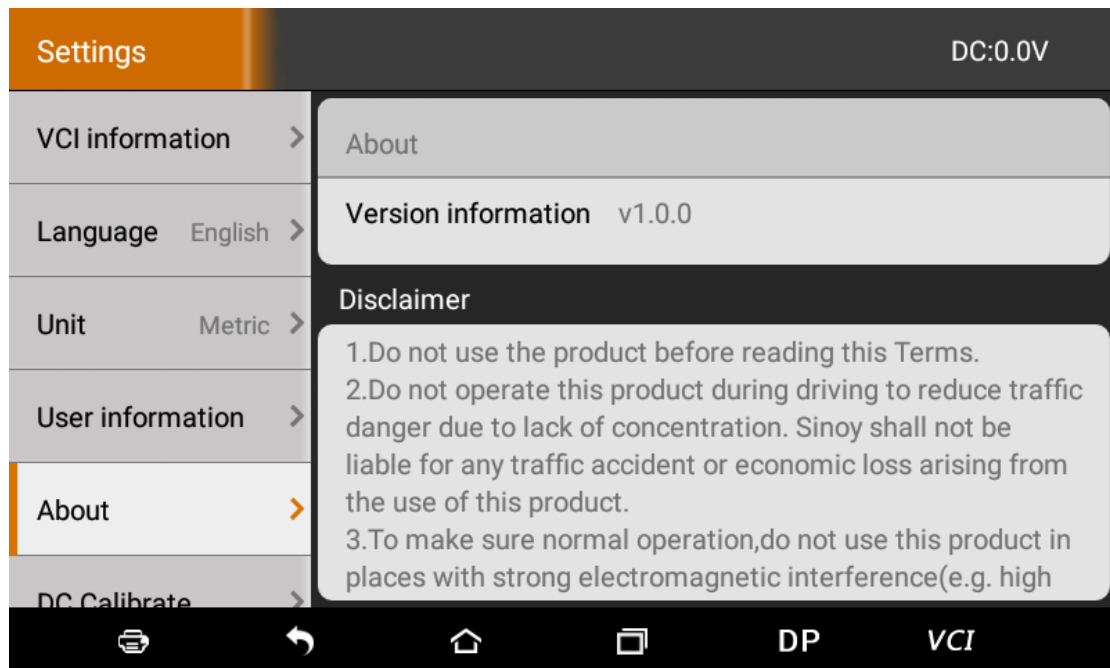 Settings
DC:0.0V
VCI information
Language English
Unit Metric
User information
About
DC Calibrate
About
Version information v1.0.0
Disclaimer
1.Do not use the product before reading this Terms.
2.Do not operate this product during driving to reduce traffic
danger due to lack of concentration. Sinoy shall not be
liable for any traffic accident or economic loss arising from
the use of this product.
3.To make sure normal operation,do not use this product in
places with strong electromagnetic interference(e.g. high
DP
VCI